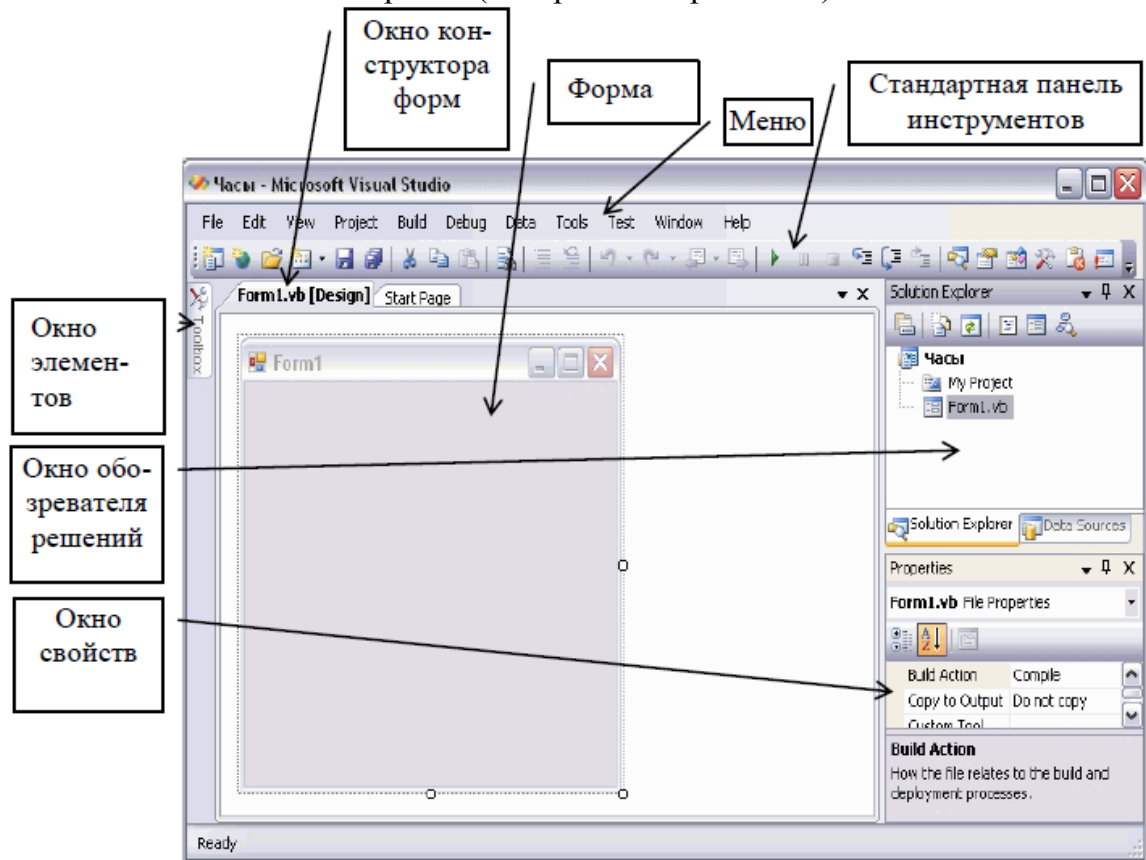 Окно кон-
структора
форм
Форма
Меню
Стандартная панель
инструментов
Часы - Microsoft Visual Studio
File Edit View Project Build Debug Data Tools Test Window Help
Form1.vb [Design] Start Page
Solution Explorer
Toolbox
Окно
элемен-
тов
Form1
Часы
My Project
Form1.vb
Окно обо-
зревателя
решений
Solution Explorer Data Sources
Properties
Form1.vb File Properties
Окно
свойств
Build Action Compile
Copy to Output Do not copy
Custom Tool
Build Action
How the file relates to the build and
deployment processes.
Ready